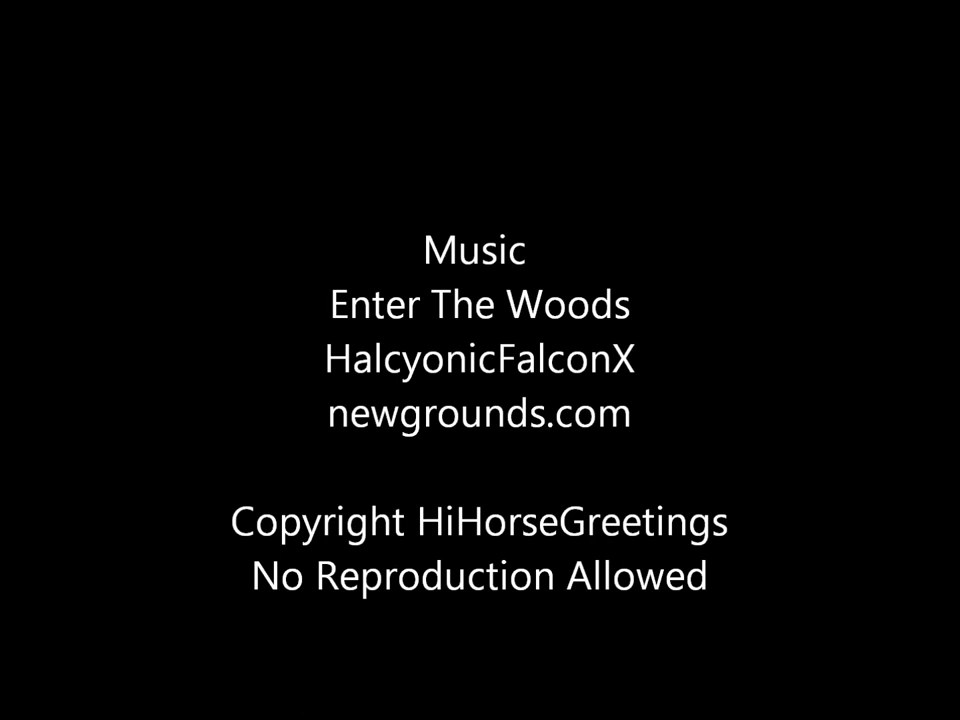 Music
Enter The Woods
HalcyonicFalconX
newgrounds.com
Copyright HiHorseGreetings
No Reproduction Allowed